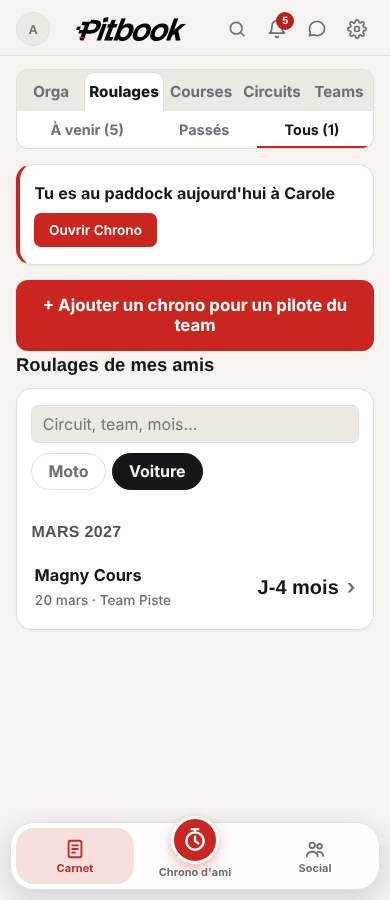 A
Pitbook
5
Orga Roulages Courses Circuits Teams
À venir (5) Passés Tous (1)
Tu es au paddock aujourd'hui à Carole
Ouvrir Chrono
+ Ajouter un chrono pour un pilote du
team
Roulages de mes amis
Circuit, team, mois...
Moto Voiture
MARS 2027
Magny Cours
20 mars · Team Piste
J-4 mois ›
Carnet
Chrono d'ami
Social